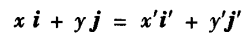 x i + y j = x′i′ + y′j′